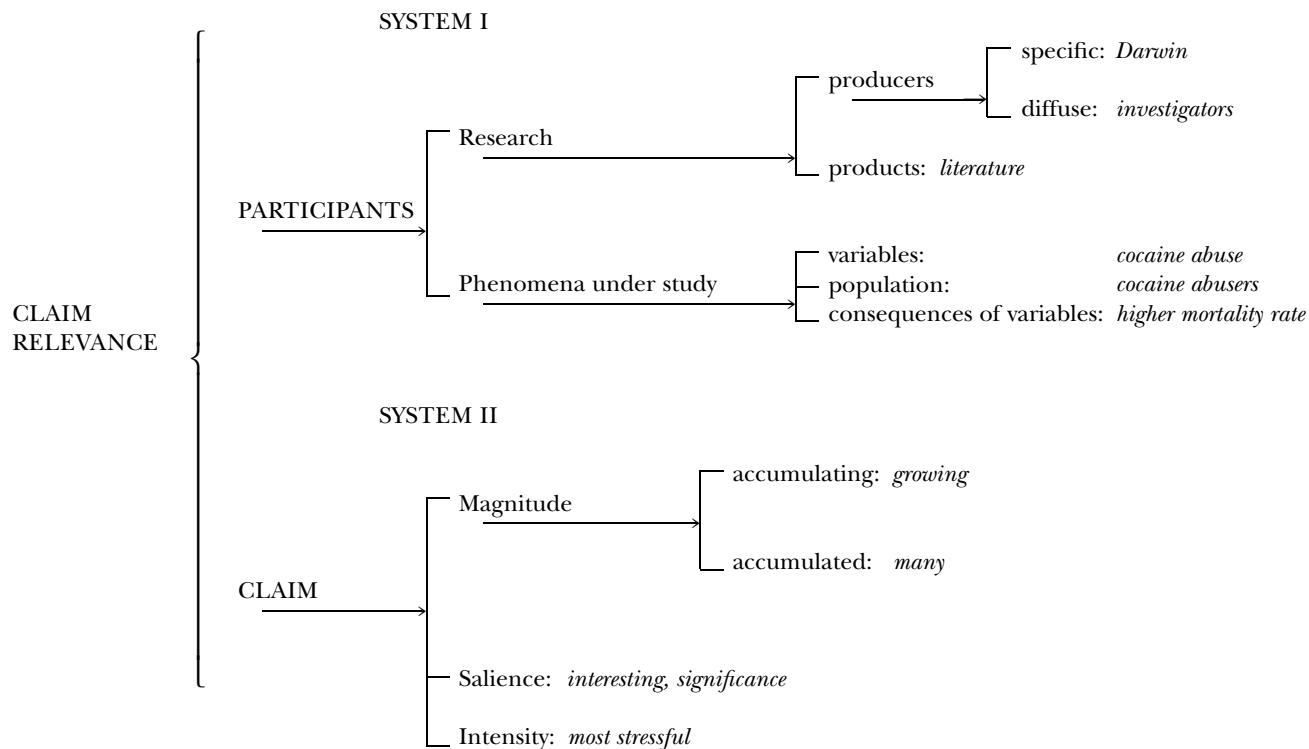 SYSTEM I
specific: Darwin
producers
diffuse: investigators
Research
products: literature
PARTICIPANTS
variables: cocaine abuse
Phenomena under study
population: cocaine abusers
consequences of variables: higher mortality rate
CLAIM
RELEVANCE
SYSTEM II
accumulating: growing
Magnitude
accumulated: many
CLAIM
Salience: interesting, significance
Intensity: most stressful